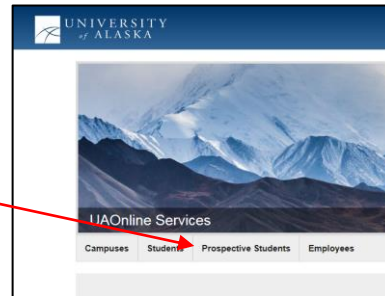 UNIVERSITY
of ALASKA
UAOnline Services
Campuses Students Prospective Students Employees